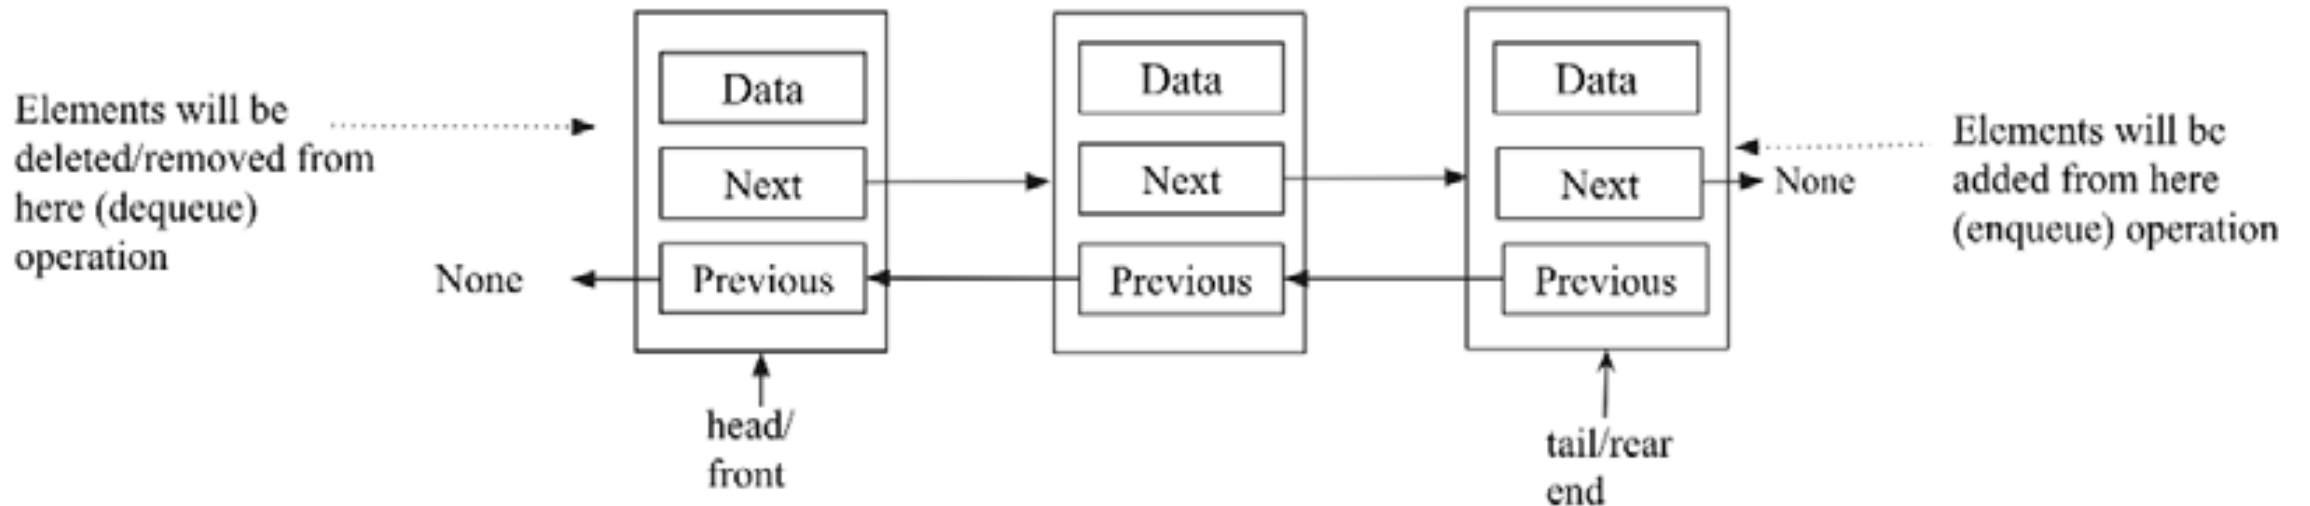 Elements will be
deleted/removed from
here (dequeue)
operation
None
Data
Next
Previous
head/
front
Data
Next
Previous
Data
Next
Previous
tail/rear
end
None
Elements will be
added from here
(enqueue) operation